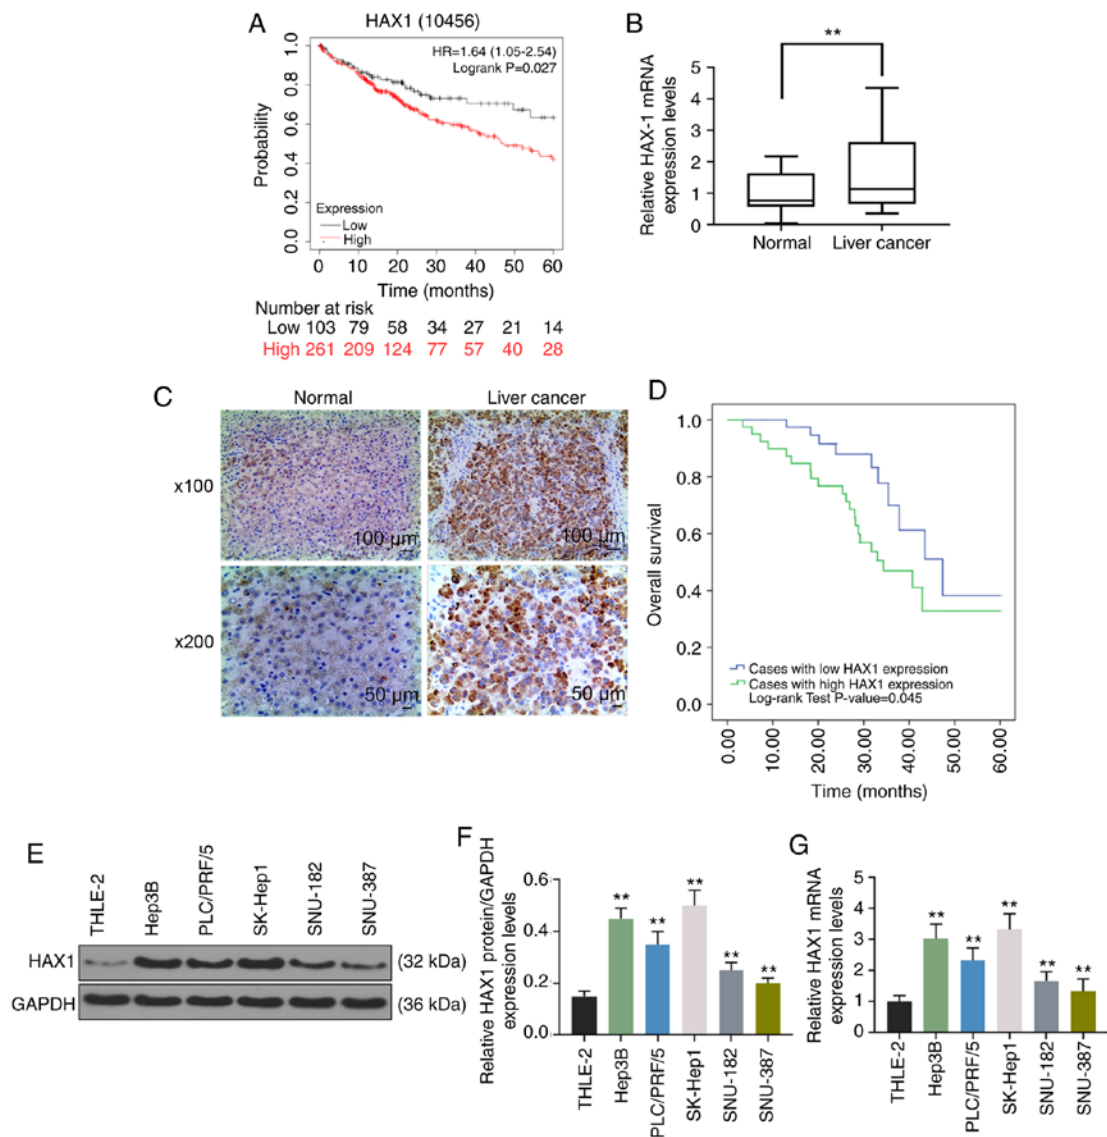 A
HAX1 (10456)
HR=1.64 (1.05-2.54)
Logrank P=0.027
Probability
1.0
0.8
0.6
0.4
0.2
0.0
Expression
Low
High
0 10 20 30 40 50 60
Time (months)
Number at risk
Low 103 79 58 34 27 21 14
High 261 209 124 77 57 40 28
B
**
Relative HAX-1 mRNA
expression levels
5
4
3
2
1
0
Normal Liver cancer
C
Normal Liver cancer
x100
100 µm 100 µm
x200
50 µm 50 µm
D
Overall survival
1.0
0.8
0.6
0.4
0.2
0.0
Cases with low HAX1 expression
Cases with high HAX1 expression
Log-rank Test P-value=0.045
0.00 10.00 20.00 30.00 40.00 50.00 60.00
Time (months)
E
THLE-2 Hep3B PLC/PRF/5 SK-Hep1 SNU-182 SNU-387
HAX1 (32 kDa)
GAPDH (36 kDa)
F
Relative HAX1 protein/GAPDH
expression levels
0.6
0.4
0.2
0.0
** ** ** ** **
THLE-2 Hep3B PLC/PRF/5 SK-Hep1 SNU-182 SNU-387
G
Relative HAX1 mRNA
expression levels
5
4
3
2
1
0
** ** ** ** **
THLE-2 Hep3B PLC/PRF/5 SK-Hep1 SNU-182 SNU-387